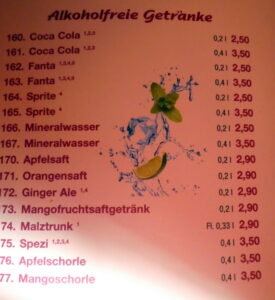 Alkoholfreie Getränke
160. Coca Cola 1,2,3 0,2 l 2,50
161. Coca Cola 1,2,3 0,4 l 3,50
162. Fanta 1,3,4,9 0,2 l 2,50
163. Fanta 1,3,4,9 0,4 l 3,50
164. Sprite 4 0,2 l 2,50
165. Sprite 4 0,4 l 3,50
166. Mineralwasser 0,2 l 2,50
167. Mineralwasser 0,4 l 3,50
170. Apfelsaft 0,2 l 2,90
171. Orangensaft 0,2 l 2,90
172. Ginger Ale 1,4 0,2 l 2,90
173. Mangofruchtsaftgetränk 0,2 l 2,90
74. Malztrunk 1 Fl. 0,33 l 2,90
75. Spezi 1,2,3,4 0,4 l 3,50
76. Apfelschorle 0,4 l 3,50
77. Mangoschorle 0,4 l 3,50